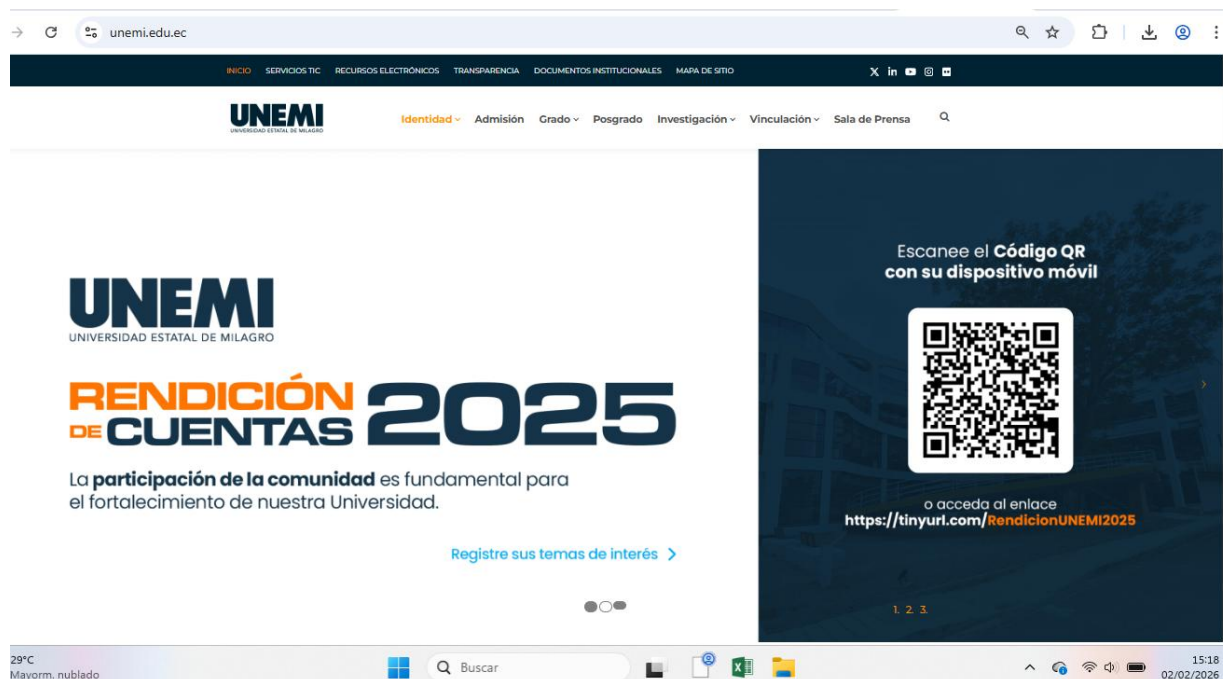 unemi.edu.ec
INICIO SERVICIOS TIC RECURSOS ELECTRÓNICOS TRANSPARENCIA DOCUMENTOS INSTITUCIONALES MAPA DE SITIO
UNEMI
UNIVERSIDAD ESTATAL DE MILAGRO
Identidad Admisión Grado Posgrado Investigación Vinculación Sala de Prensa
UNEMI
UNIVERSIDAD ESTATAL DE MILAGRO
RENDICIÓN
DE CUENTAS
2025
La participación de la comunidad es fundamental para
el fortalecimiento de nuestra Universidad.
Registre sus temas de interés
Escanee el Código QR
con su dispositivo móvil
o acceda al enlace
https://tinyurl.com/RendicionUNEMI2025
1. 2. 3.
29°C
Mayorm. nublado
Buscar
15:18
02/02/2026